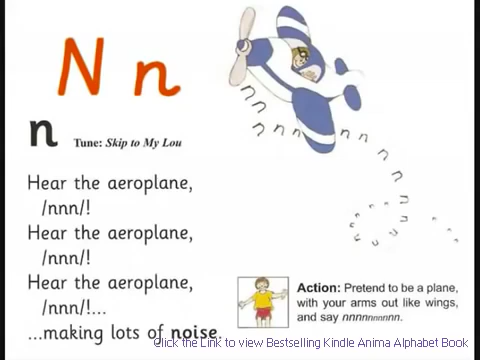 N n
n Tune: Skip to My Lou
Hear the aeroplane,
/nnn/!
Hear the aeroplane,
/nnn/!
Hear the aeroplane,
/nnn/!...
...making lots of noise.
Action: Pretend to be a plane,
with your arms out like wings,
and say nnnnnnnnn.
Click the Link to view Bestselling Kindle Anima Alphabet Book